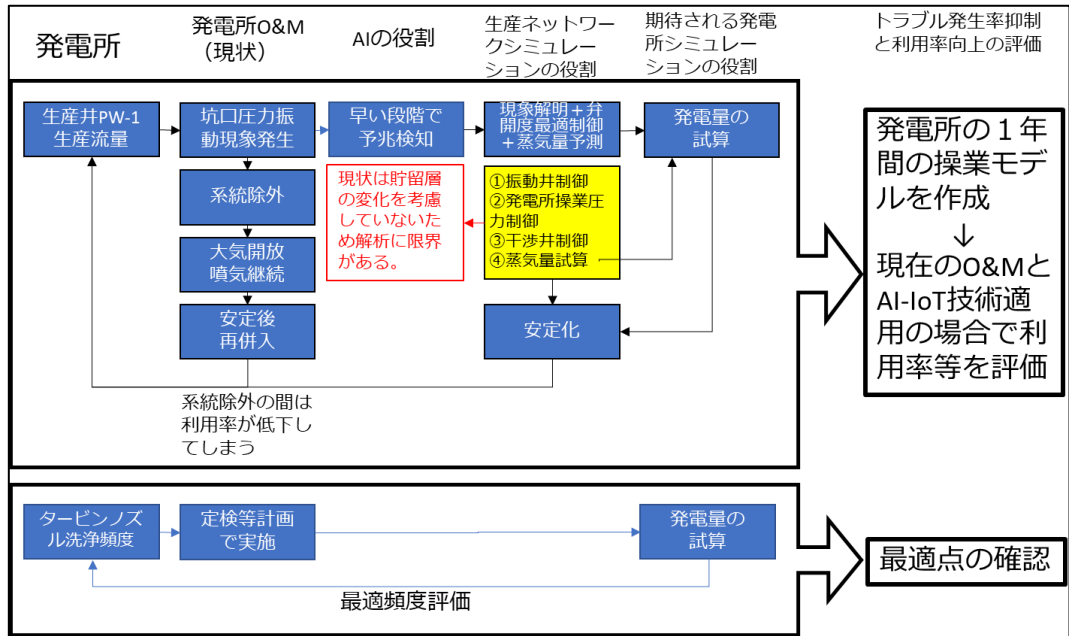 発電所
発電所O&M
(現状)
AIの役割
生産ネットワー
クシミュレー
ションの役割
期待される発電
所シミュレー
ションの役割
トラブル発生率抑制
と利用率向上の評価
生産井PW-1
生産流量
坑口圧力振
動現象発生
早い段階で
予兆検知
現象解明+弁
開度最適制御
+蒸気量予測
発電量の
試算
系統除外
大気開放
噴気継続
安定後
再併入
現状は貯留層
の変化を考慮
していないた
め解析に限界
がある。
①振動井制御
②発電所操業圧
力制御
③干渉井制御
④蒸気量試算
安定化
系統除外の間は
利用率が低下し
てしまう
発電所の1年
間の操業モデ
ルを作成
↓
現在のO&Mと
AI-IoT技術適
用の場合で利
用率等を評価
タービンノズ
ル洗浄頻度
定検等計画
で実施
発電量の
試算
最適頻度評価
最適点の確認